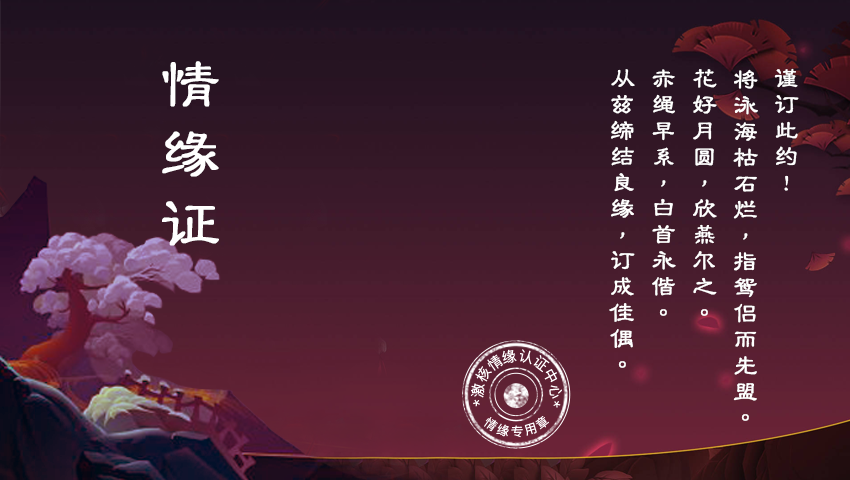 情缘证
从兹缔结良缘，订成佳偶。
赤绳早系，白首永偕。
花好月圆，欣燕尔之。
将泳海枯石烂，指鸳侣而先盟。
谨订此约！
*激核情缘认证中心*
情缘专用章